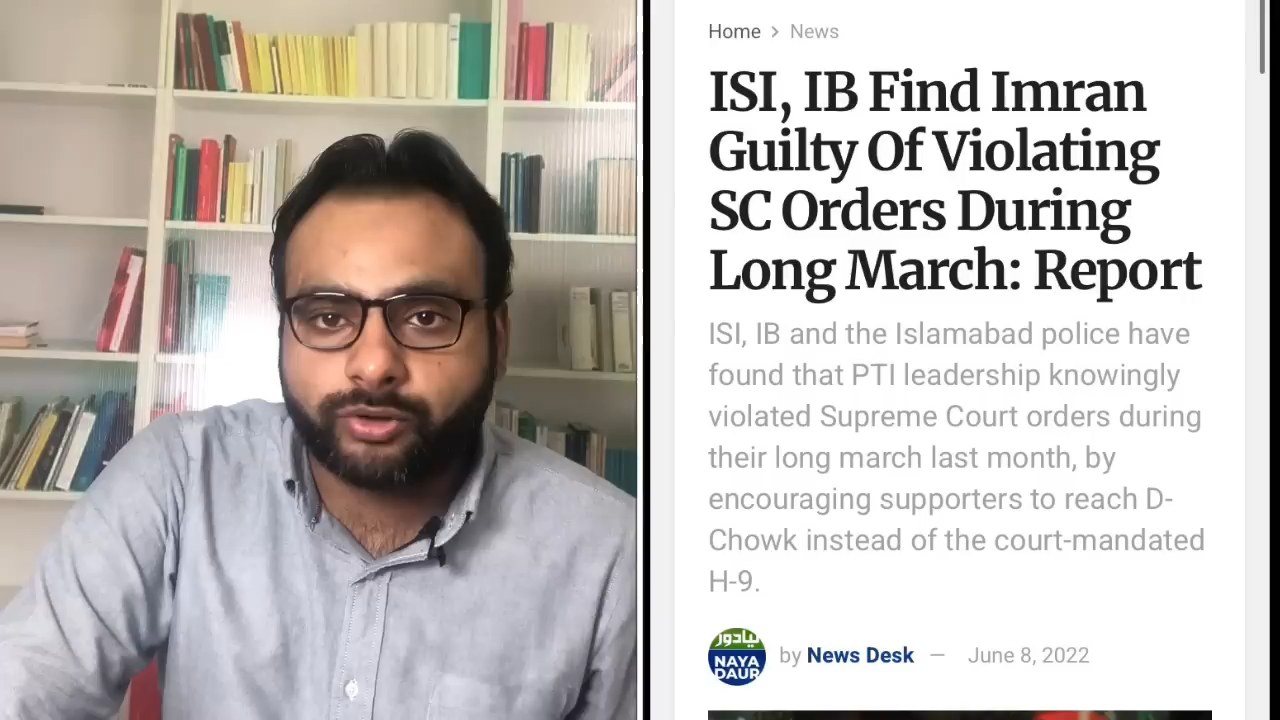 Home > News
ISI, IB Find Imran
Guilty Of Violating
SC Orders During
Long March: Report
ISI, IB and the Islamabad police have
found that PTI leadership knowingly
violated Supreme Court orders during
their long march last month, by
encouraging supporters to reach D-
Chowk instead of the court-mandated
H-9.
نیادور
NAYA
DAUR
by News Desk — June 8, 2022